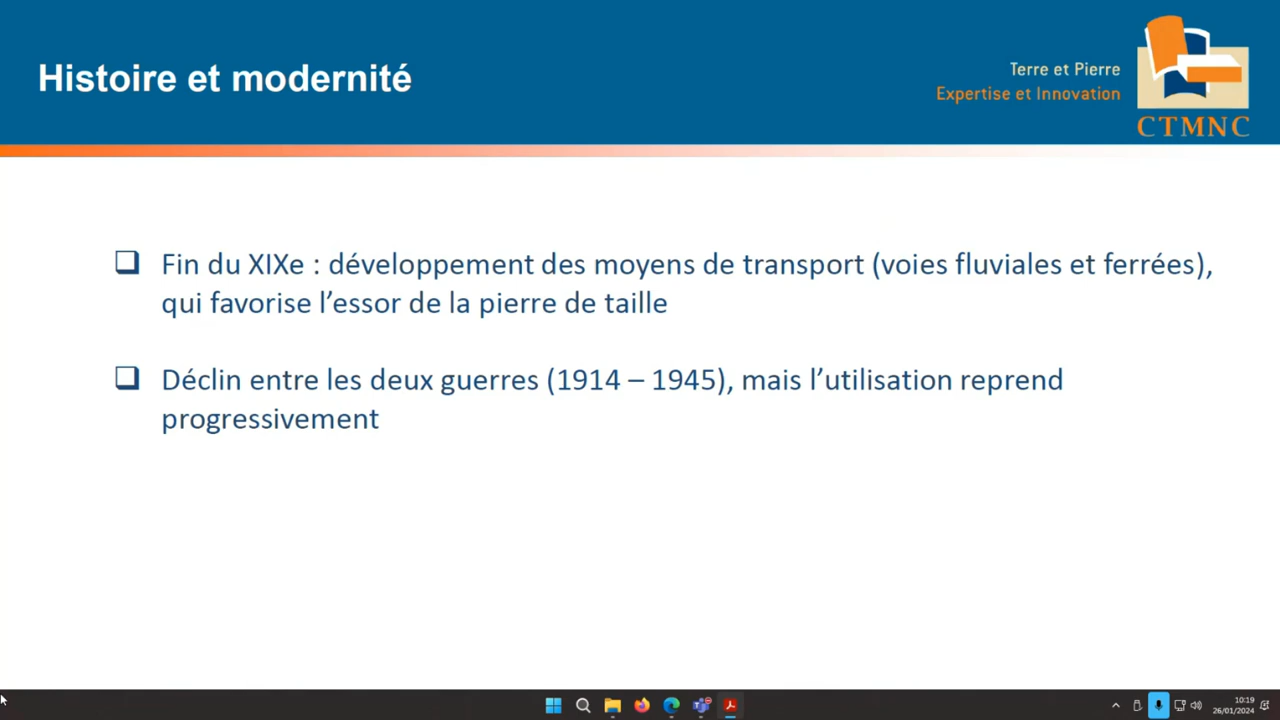 Histoire et modernité
Terre et Pierre
Expertise et Innovation
CTMNC
Fin du XIXe : développement des moyens de transport (voies fluviales et ferrées),
qui favorise l’essor de la pierre de taille
Déclin entre les deux guerres (1914 – 1945), mais l’utilisation reprend
progressivement
10:19
26/01/2024